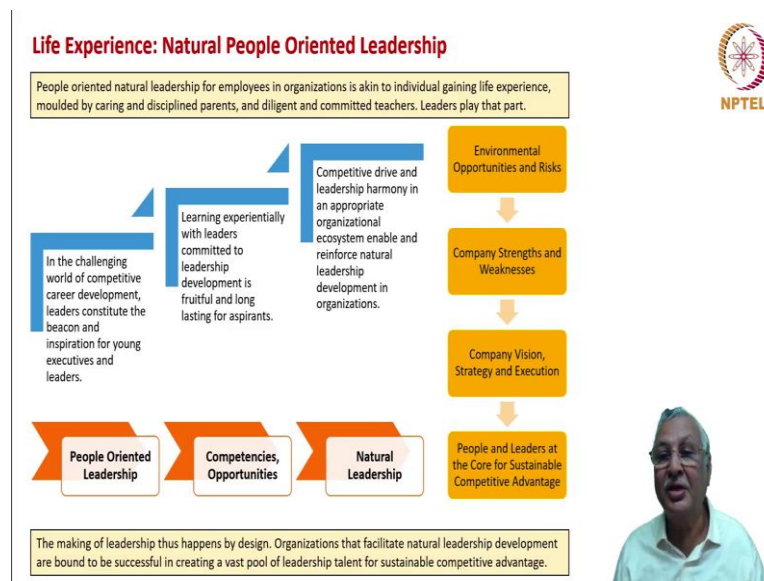 Life Experience: Natural People Oriented Leadership
NPTEL
People oriented natural leadership for employees in organizations is akin to individual gaining life experience,
moulded by caring and disciplined parents, and diligent and committed teachers. Leaders play that part.
In the challenging
world of competitive
career development,
leaders constitute the
beacon and
inspiration for young
executives and
leaders.
Learning experientially
with leaders
committed to
leadership
development is
fruitful and long
lasting for aspirants.
Competitive drive and
leadership harmony in
an appropriate
organizational
ecosystem enable and
reinforce natural
leadership
development in
organizations.
Environmental
Opportunities and Risks
Company Strengths and
Weaknesses
Company Vision,
Strategy and Execution
People and Leaders at
the Core for Sustainable
Competitive Advantage
People Oriented
Leadership
Competencies,
Opportunities
Natural
Leadership
The making of leadership thus happens by design. Organizations that facilitate natural leadership development
are bound to be successful in creating a vast pool of leadership talent for sustainable competitive advantage.